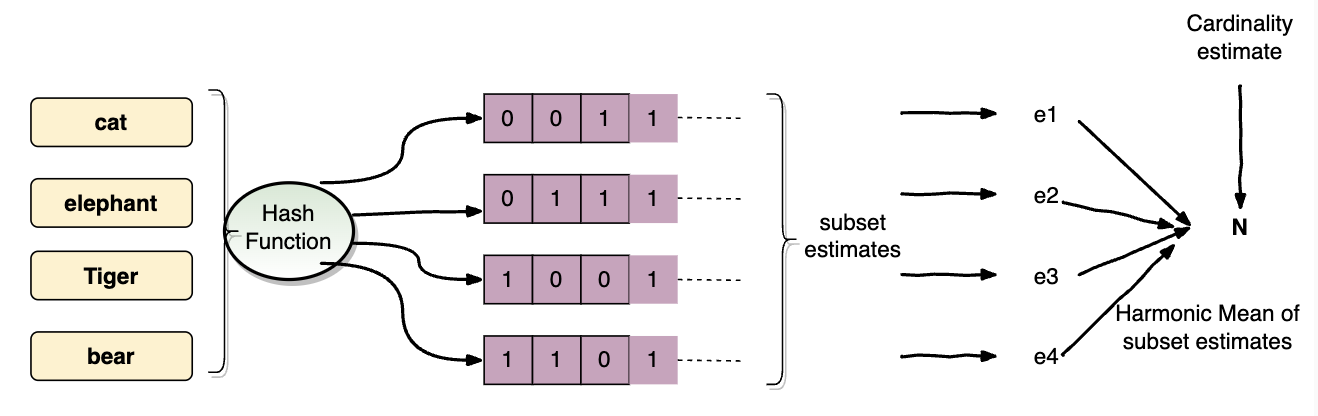 Cardinality
estimate
cat
0 0 1 1
e1
elephant
0 1 1 1
e2
Hash
Function
subset
estimates
N
Tiger
1 0 0 1
e3
Harmonic Mean of
subset estimates
bear
1 1 0 1
e4